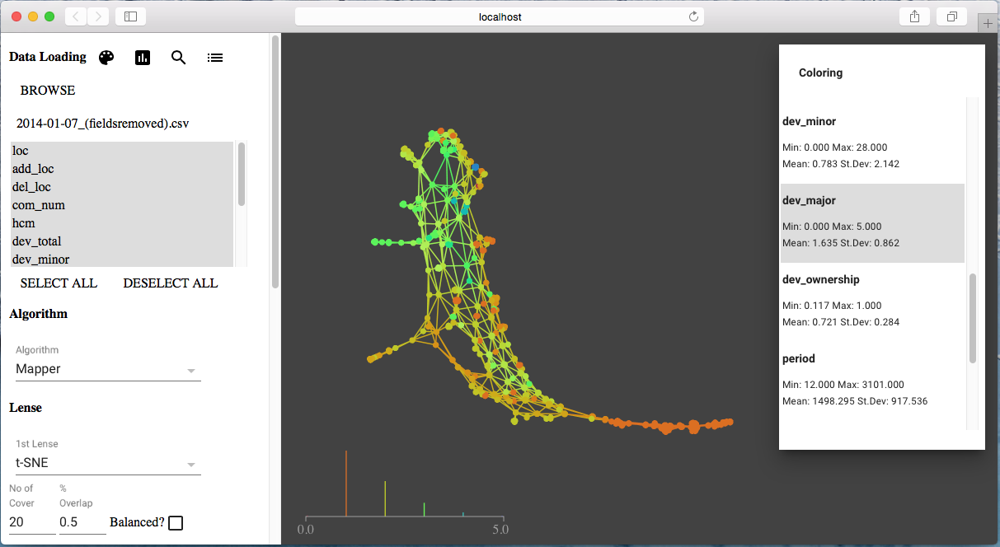 localhost
Data Loading
BROWSE
2014-01-07_(fieldsremoved).csv
loc
add_loc
del_loc
com_num
hcm
dev_total
dev_minor
SELECT ALL DESELECT ALL
Algorithm
Algorithm
Mapper
Lense
1st Lense
t-SNE
No of %
Cover Overlap
20 0.5 Balanced?
0.0 5.0
Coloring
dev_minor
Min: 0.000 Max: 28.000
Mean: 0.783 St.Dev: 2.142
dev_major
Min: 0.000 Max: 5.000
Mean: 1.635 St.Dev: 0.862
dev_ownership
Min: 0.117 Max: 1.000
Mean: 0.721 St.Dev: 0.284
period
Min: 12.000 Max: 3101.000
Mean: 1498.295 St.Dev: 917.536